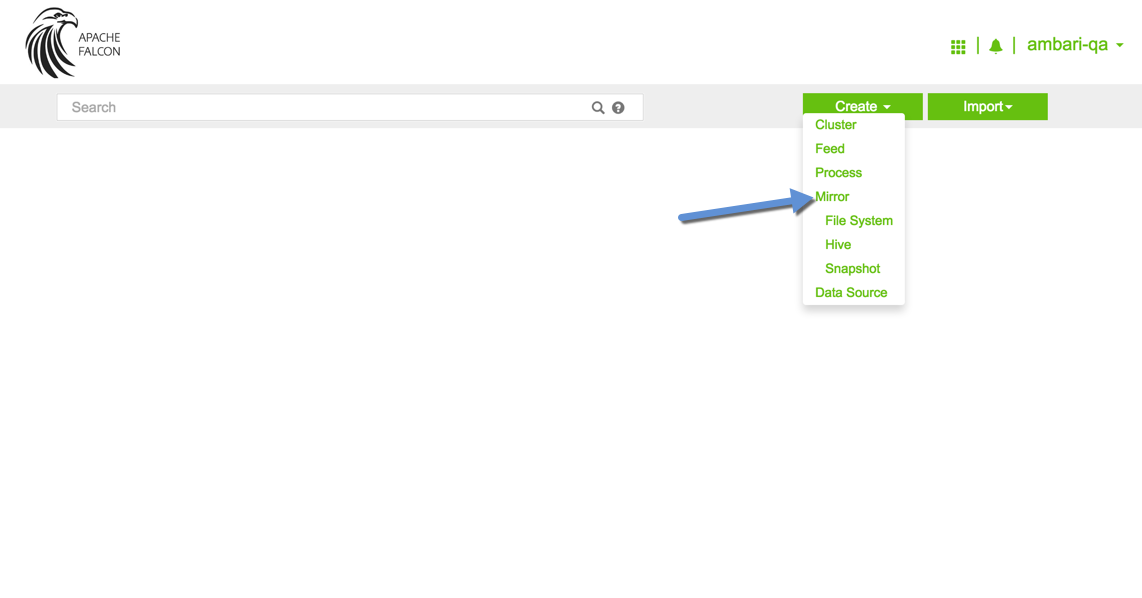 APACHE
FALCON
ambari-qa
Search
Create
Import
Cluster
Feed
Process
Mirror
File System
Hive
Snapshot
Data Source